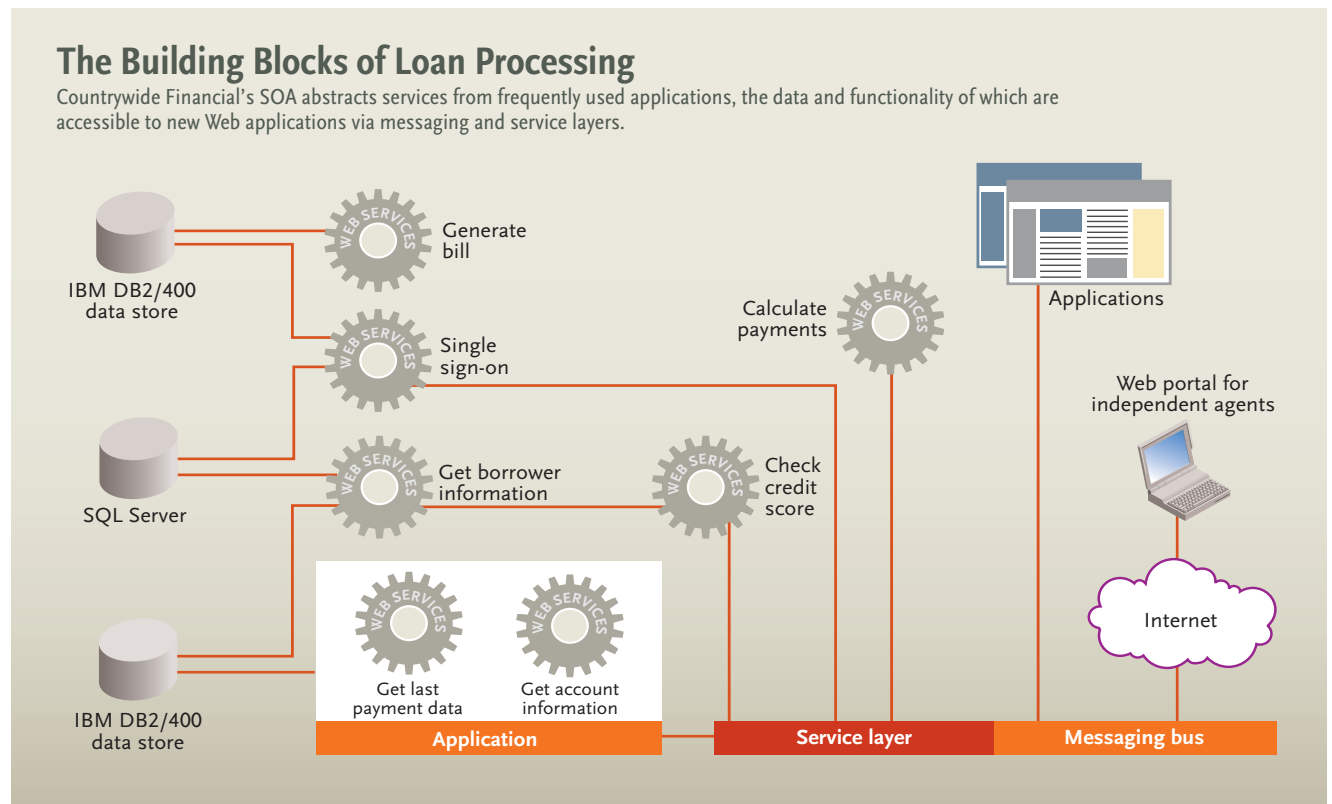 The Building Blocks of Loan Processing
Countrywide Financial's SOA abstracts services from frequently used applications, the data and functionality of which are
accessible to new Web applications via messaging and service layers.
IBM DB2/400
data store
WEB SERVICES
Generate
bill
WEB SERVICES
Single
sign-on
Calculate
payments
WEB SERVICES
Applications
Web portal for
independent agents
SQL Server
WEB SERVICES
Get borrower
information
WEB SERVICES
Check
credit
score
Internet
IBM DB2/400
data store
WEB SERVICES
Get last
payment data
WEB SERVICES
Get account
information
Application
Service layer
Messaging bus